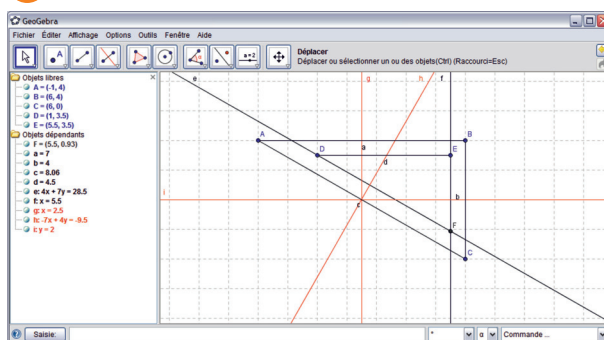 GeoGebra
Fichier Éditer Affichage Options Outils Fenêtre Aide
A
a=2
Déplacer
Déplacer ou sélectionner un ou des objets(Ctrl) (Raccourci=Esc)
Objets libres
A = (-1, 4)
B = (6, 4)
C = (6, 0)
D = (1, 3.5)
E = (5.5, 3.5)
Objets dépendants
F = (5.5, 0.93)
a = 7
b = 4
c = 8.06
d = 4.5
e: 4x + 7y = 28.5
f: x = 5.5
g: x = 2.5
h: -7x + 4y = -9.5
i: y = 2
e
g
h
f
A
a
B
D
d
E
i
b
c
F
C
Saisie:
°
α
Commande ...